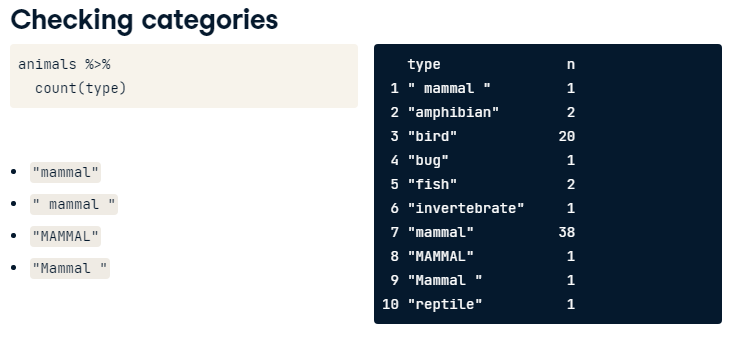 Checking categories
animals %>%
  count(type)
"mammal"
" mammal "
"MAMMAL"
"Mammal "
   type           n
 1 " mammal "     1
 2 "amphibian"    2
 3 "bird"        20
 4 "bug"          1
 5 "fish"         2
 6 "invertebrate" 1
 7 "mammal"      38
 8 "MAMMAL"       1
 9 "Mammal "      1
10 "reptile"      1